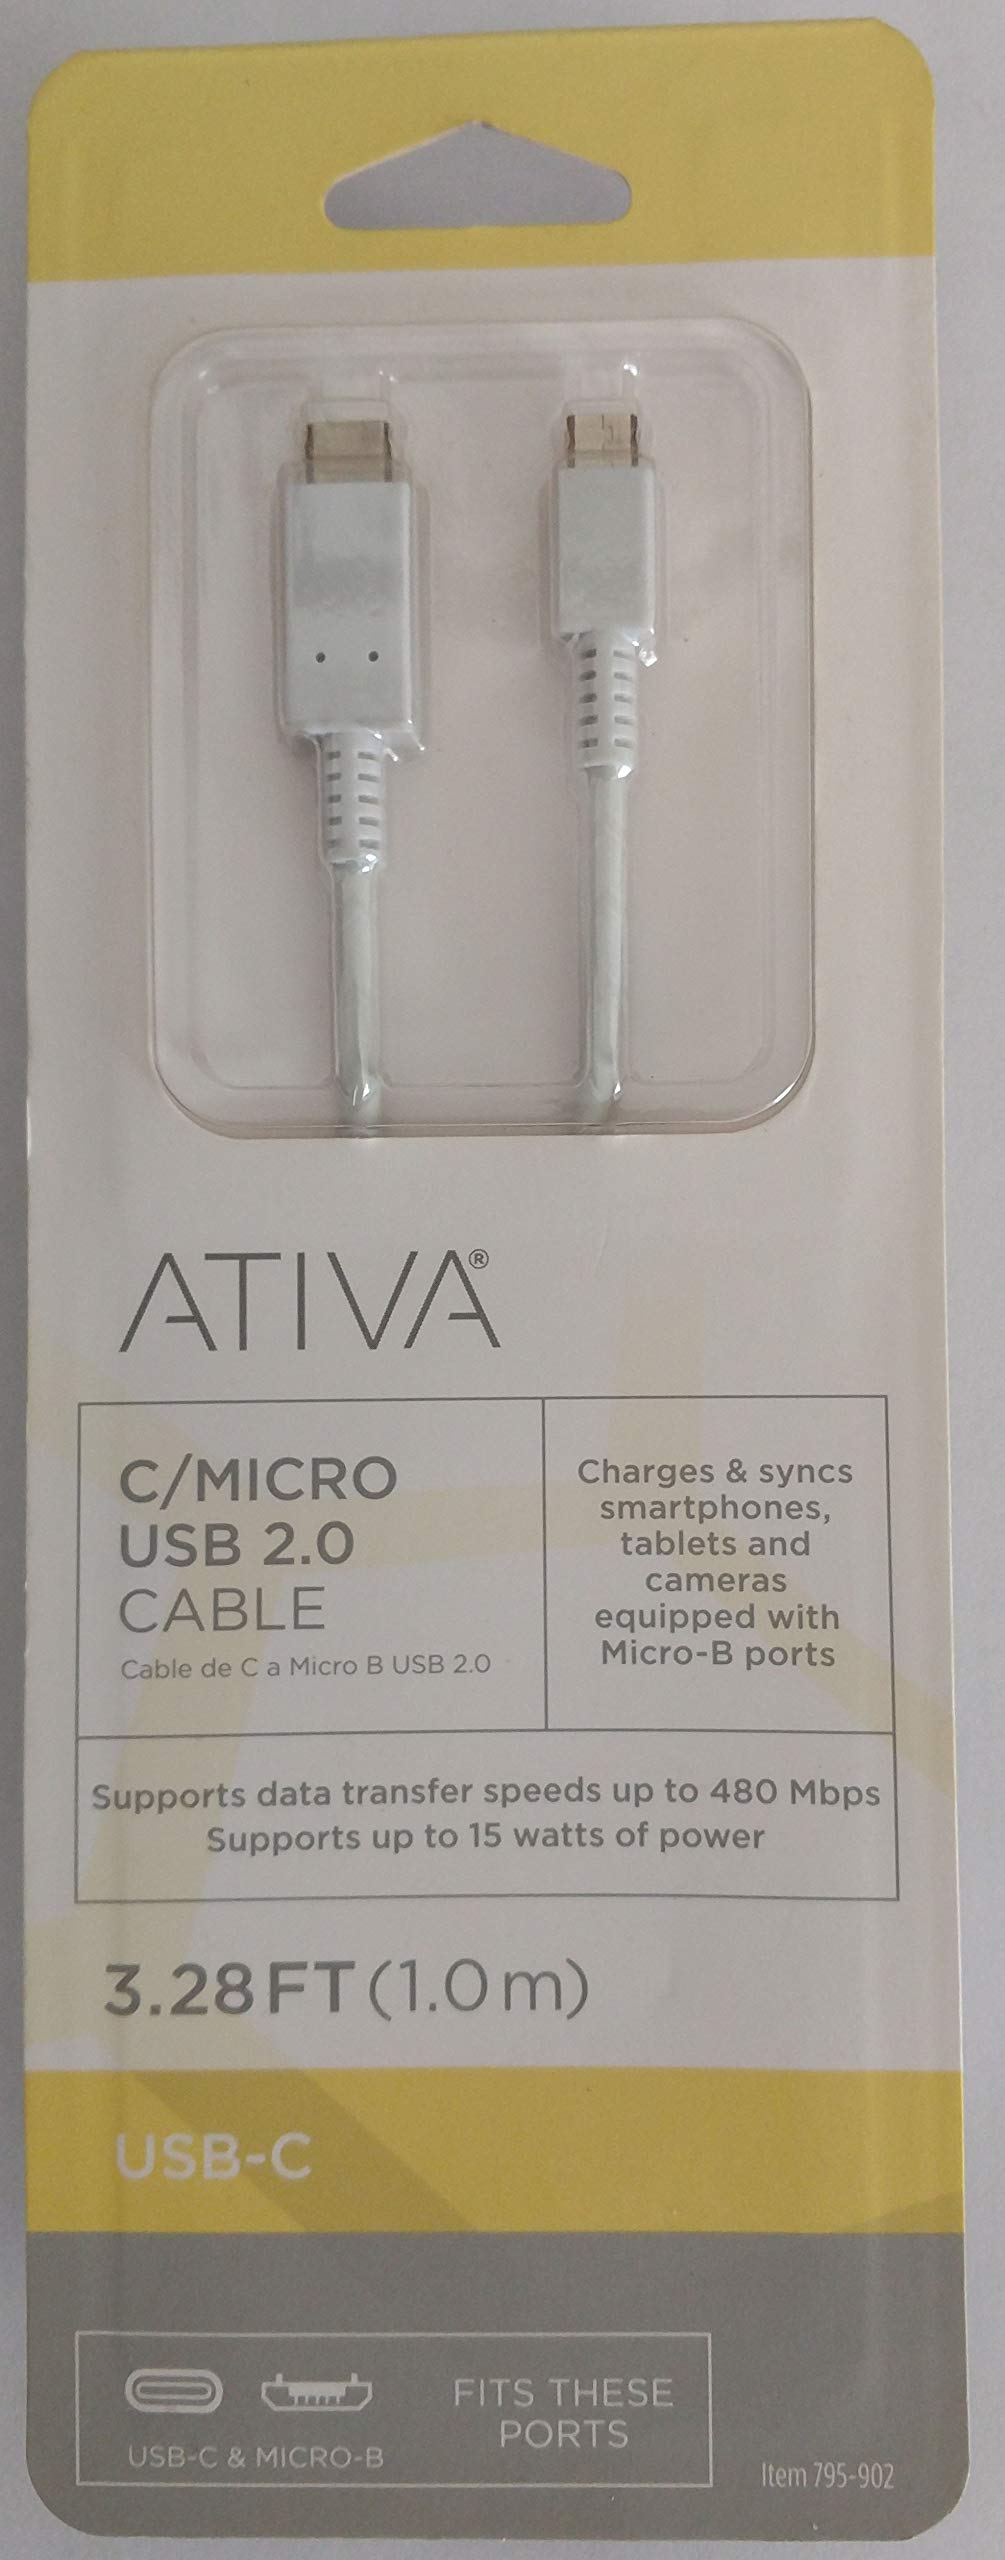 ATIVA®
C/MICRO
USB 2.0
CABLE
Cable de C a Micro B USB 2.0
Charges & syncs
smartphones,
tablets and
cameras
equipped with
Micro-B ports
Supports data transfer speeds up to 480 Mbps
Supports up to 15 watts of power
3.28 FT (1.0 m)
USB-C
USB-C & MICRO-B
FITS THESE
PORTS
Item 795-902